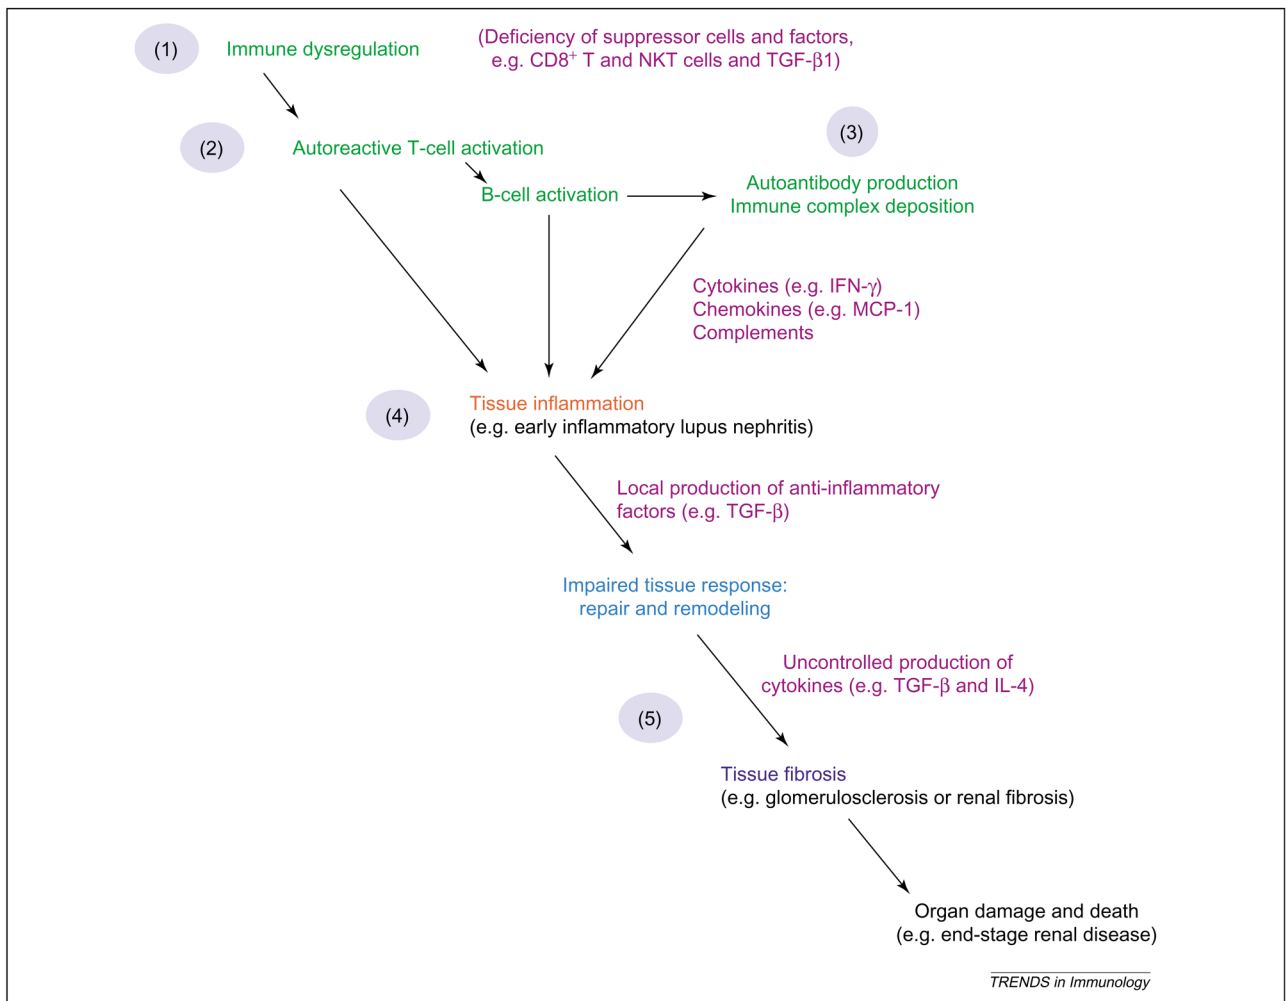 (1)
Immune dysregulation
(Deficiency of suppressor cells and factors,
e.g. CD8⁺ T and NKT cells and TGF-β1)
(2)
Autoreactive T-cell activation
(3)
B-cell activation
Autoantibody production
Immune complex deposition
Cytokines (e.g. IFN-γ)
Chemokines (e.g. MCP-1)
Complements
(4)
Tissue inflammation
(e.g. early inflammatory lupus nephritis)
Local production of anti-inflammatory
factors (e.g. TGF-β)
Impaired tissue response:
repair and remodeling
Uncontrolled production of
cytokines (e.g. TGF-β and IL-4)
(5)
Tissue fibrosis
(e.g. glomerulosclerosis or renal fibrosis)
Organ damage and death
(e.g. end-stage renal disease)
TRENDS in Immunology